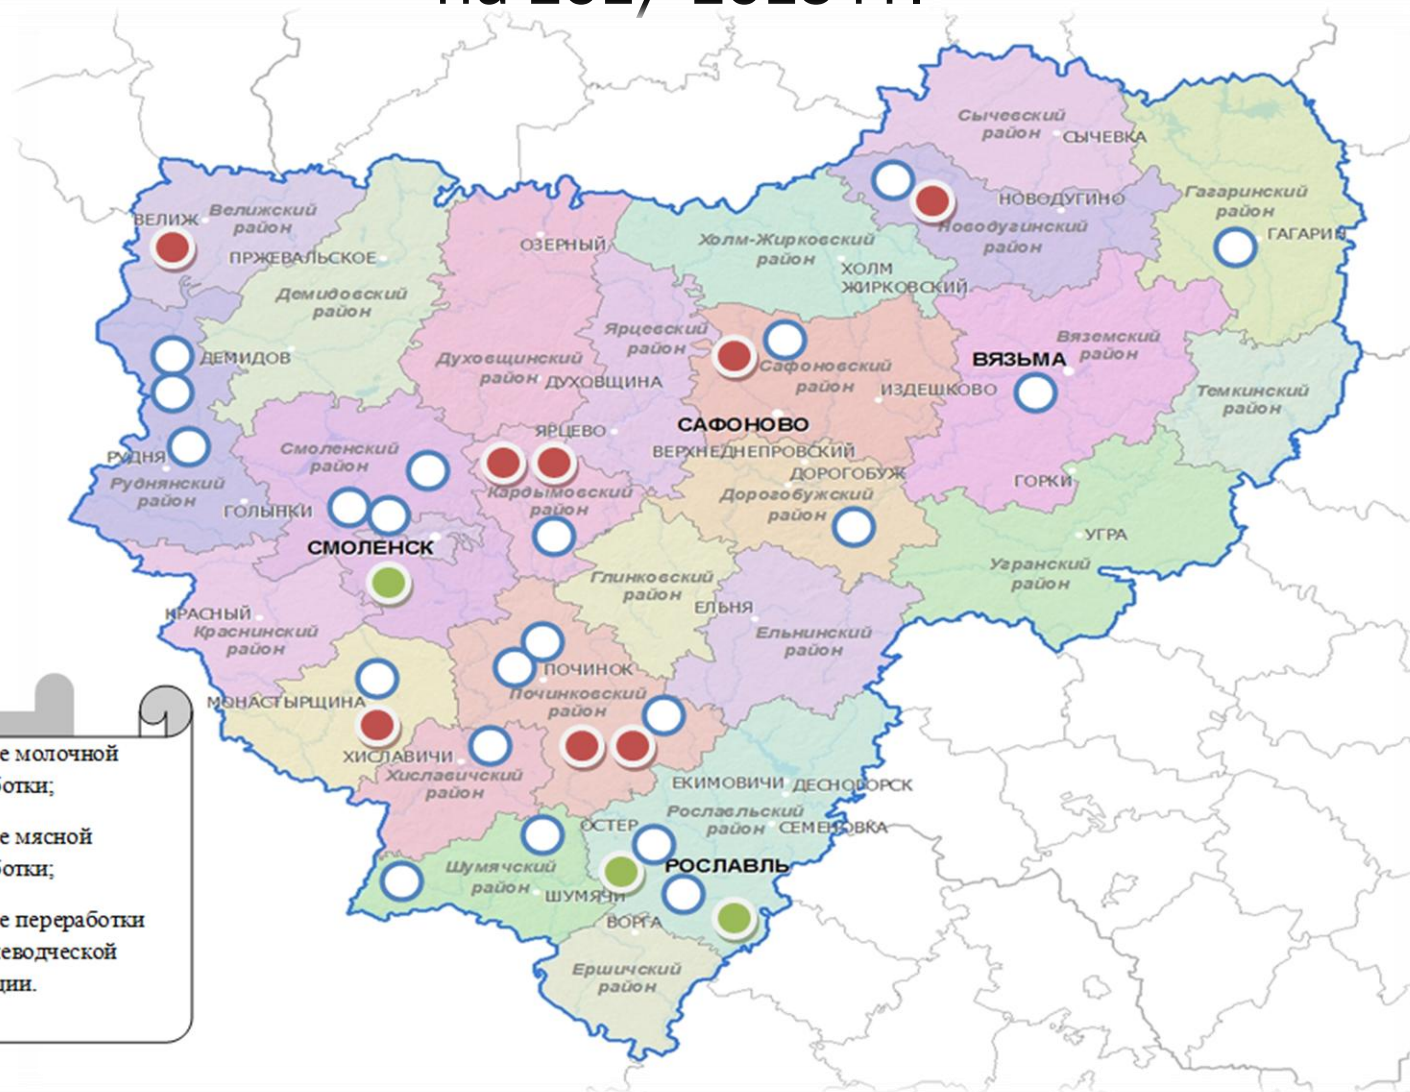 Сычевский
район
СЫЧЕВКА
Гагаринский
район
ГАГАРИН
НОВОДУГИНО
Новодугинский
район
ВЕЛИЖ
Велижский
район
ПРЖЕВАЛЬСКОЕ
ОЗЕРНЫЙ
Холм-Жирковский
район
ХОЛМ
ЖИРКОВСКИЙ
Демидовский
район
ДЕМИДОВ
Ярцевский
район
Духовщинский
район
ДУХОВЩИНА
Сафоновский
район
ИЗДЕШКОВО
ВЯЗЬМА
Вяземский
район
Темкинский
район
САФОНОВО
ЯРЦЕВО
ВЕРХНЕДНЕПРОВСКИЙ
ДОРОГОБУЖ
Дорогобужский
район
ГОРКИ
РУДНЯ
Руднянский
район
ГОЛЫНКИ
Смоленский
район
Кардымовский
район
СМОЛЕНСК
УГРА
Угранский
район
Глинковский
район
ЕЛЬНЯ
Ельнинский
район
КРАСНЫЙ
Краснинский
район
ПОЧИНОК
Починковский
район
МОНАСТЫРЩИНА
ХИСЛАВИЧИ
Хиславичский
район
ЕКИМОВИЧИ
ДЕСНОГОРСК
Рославльский
район
СЕМЕНОВКА
ОСТЕР
РОСЛАВЛЬ
Шумячский
район
ШУМЯЧИ
ВОРГА
Ершичский
район
е молочной
ботки;
е мясной
ботки;
е переработки
еводческой
ции.